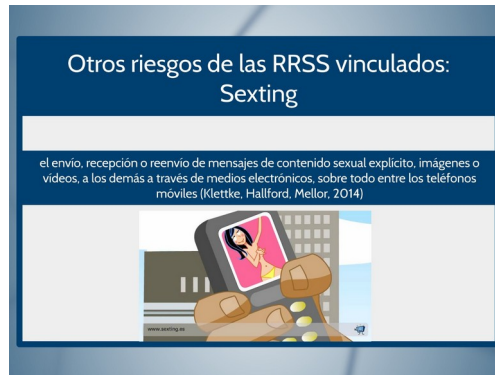 Otros riesgos de las RRSS vinculados:
Sexting
el envío, recepción o reenvío de mensajes de contenido sexual explícito, imágenes o
vídeos, a los demás a través de medios electrónicos, sobre todo entre los teléfonos
móviles (Klettke, Hallford, Mellor, 2014)
www.sexting.es